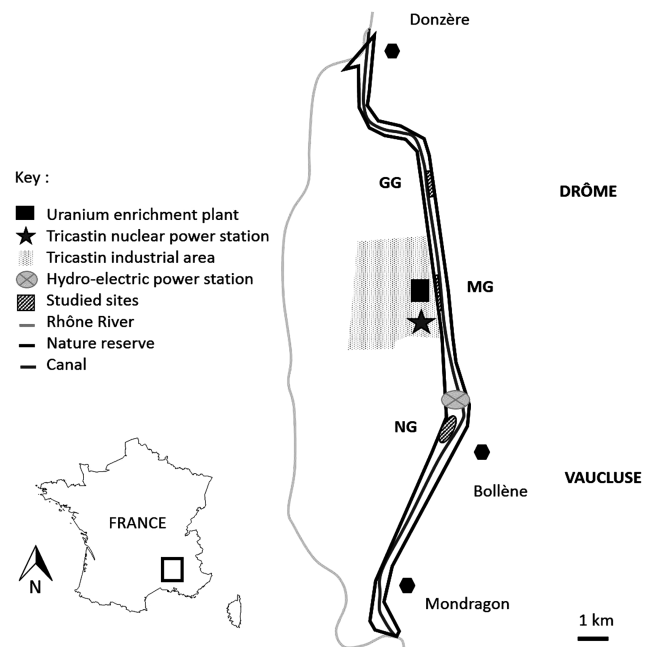 Donzère
Key :
GG
DRÔME
Uranium enrichment plant
Tricastin nuclear power station
Tricastin industrial area
Hydro-electric power station
Studied sites
Rhône River
Nature reserve
Canal
MG
NG
Bollène
VAUCLUSE
FRANCE
N
Mondragon
1 km